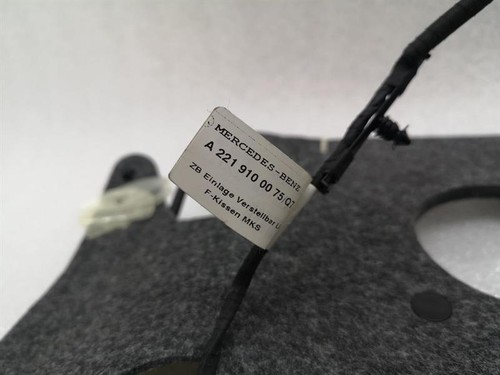 MERCEDES-BENZ
A 221 910 00 75
ZB Einlage Verstellbar
F-Kissen MKS